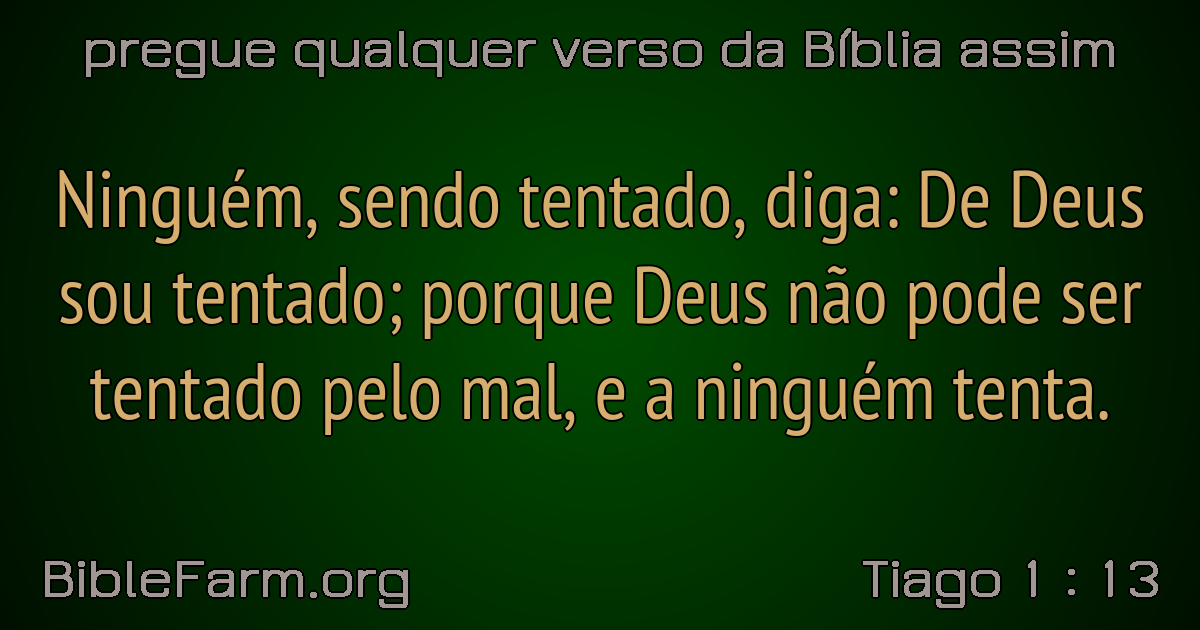 pregue qualquer verso da Bíblia assim
Ninguém, sendo tentado, diga: De Deus
sou tentado; porque Deus não pode ser
tentado pelo mal, e a ninguém tenta.
BibleFarm.org
Tiago 1 : 13